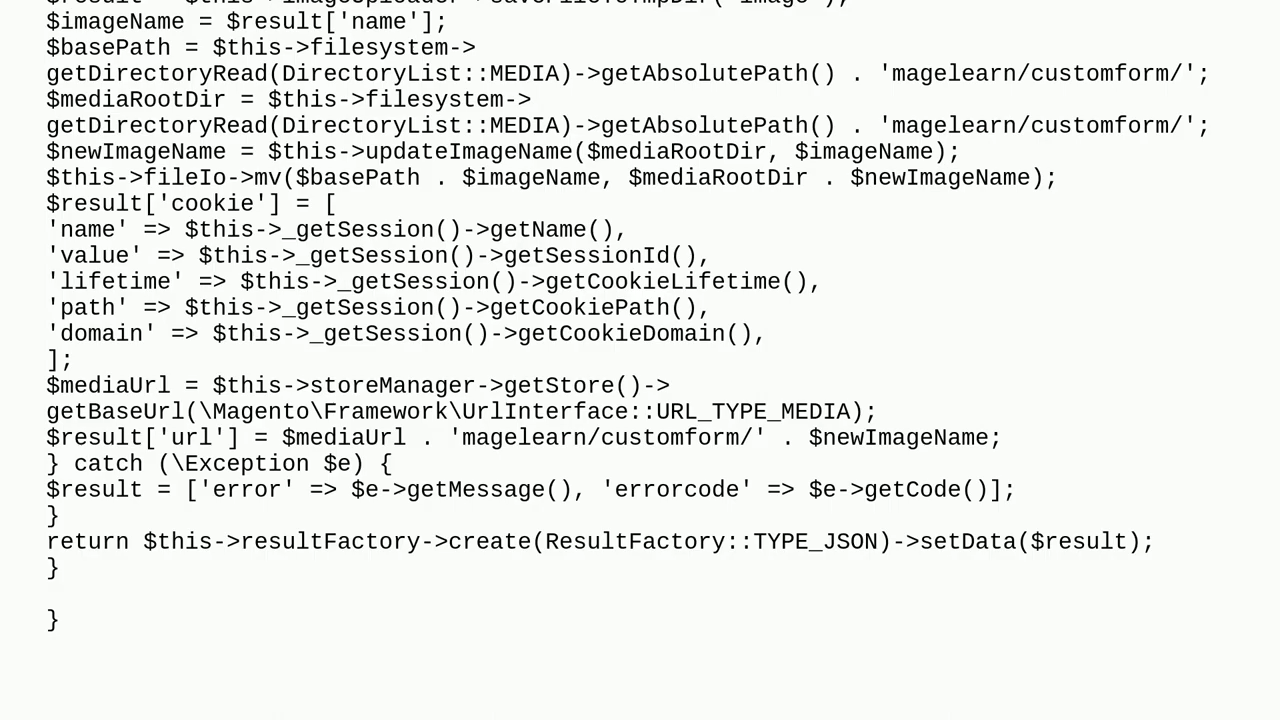 $imageName = $result['name'];
$basePath = $this->filesystem->
getDirectoryRead(DirectoryList::MEDIA)->getAbsolutePath() . 'magelearn/customform/';
$mediaRootDir = $this->filesystem->
getDirectoryRead(DirectoryList::MEDIA)->getAbsolutePath() . 'magelearn/customform/';
$newImageName = $this->updateImageName($mediaRootDir, $imageName);
$this->fileIo->mv($basePath . $imageName, $mediaRootDir . $newImageName);
$result['cookie'] = [
'name' => $this->_getSession()->getName(),
'value' => $this->_getSession()->getSessionId(),
'lifetime' => $this->_getSession()->getCookieLifetime(),
'path' => $this->_getSession()->getCookiePath(),
'domain' => $this->_getSession()->getCookieDomain(),
];
$mediaUrl = $this->storeManager->getStore()->
getBaseUrl(\Magento\Framework\UrlInterface::URL_TYPE_MEDIA);
$result['url'] = $mediaUrl . 'magelearn/customform/' . $newImageName;
} catch (\Exception $e) {
$result = ['error' => $e->getMessage(), 'errorcode' => $e->getCode()];
}
return $this->resultFactory->create(ResultFactory::TYPE_JSON)->setData($result);
}
}